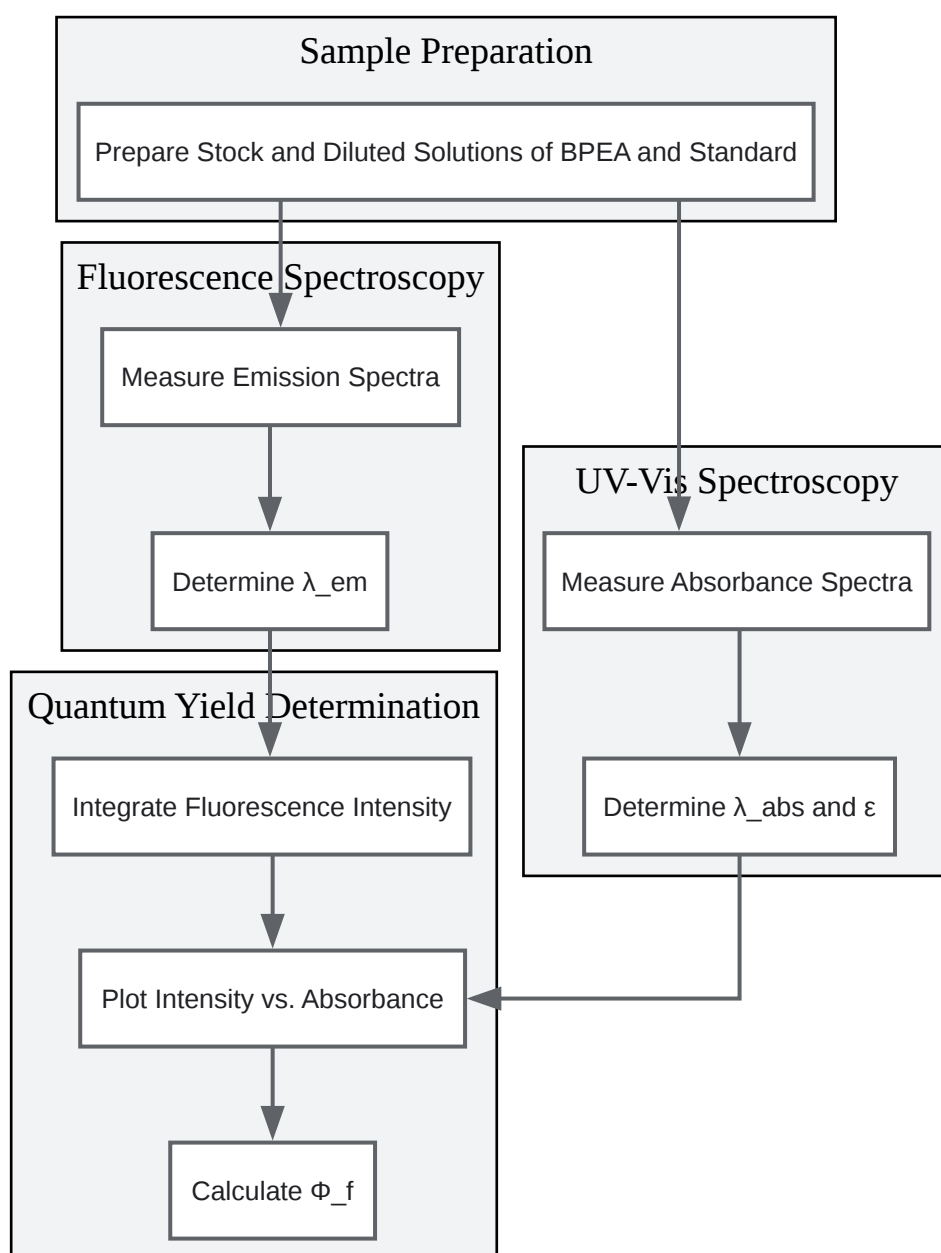 Sample Preparation
Prepare Stock and Diluted Solutions of BPEA and Standard
Fluorescence Spectroscopy
Measure Emission Spectra
Determine λ_em
UV-Vis Spectroscopy
Measure Absorbance Spectra
Determine λ_abs and ε
Quantum Yield Determination
Integrate Fluorescence Intensity
Plot Intensity vs. Absorbance
Calculate Φ_f